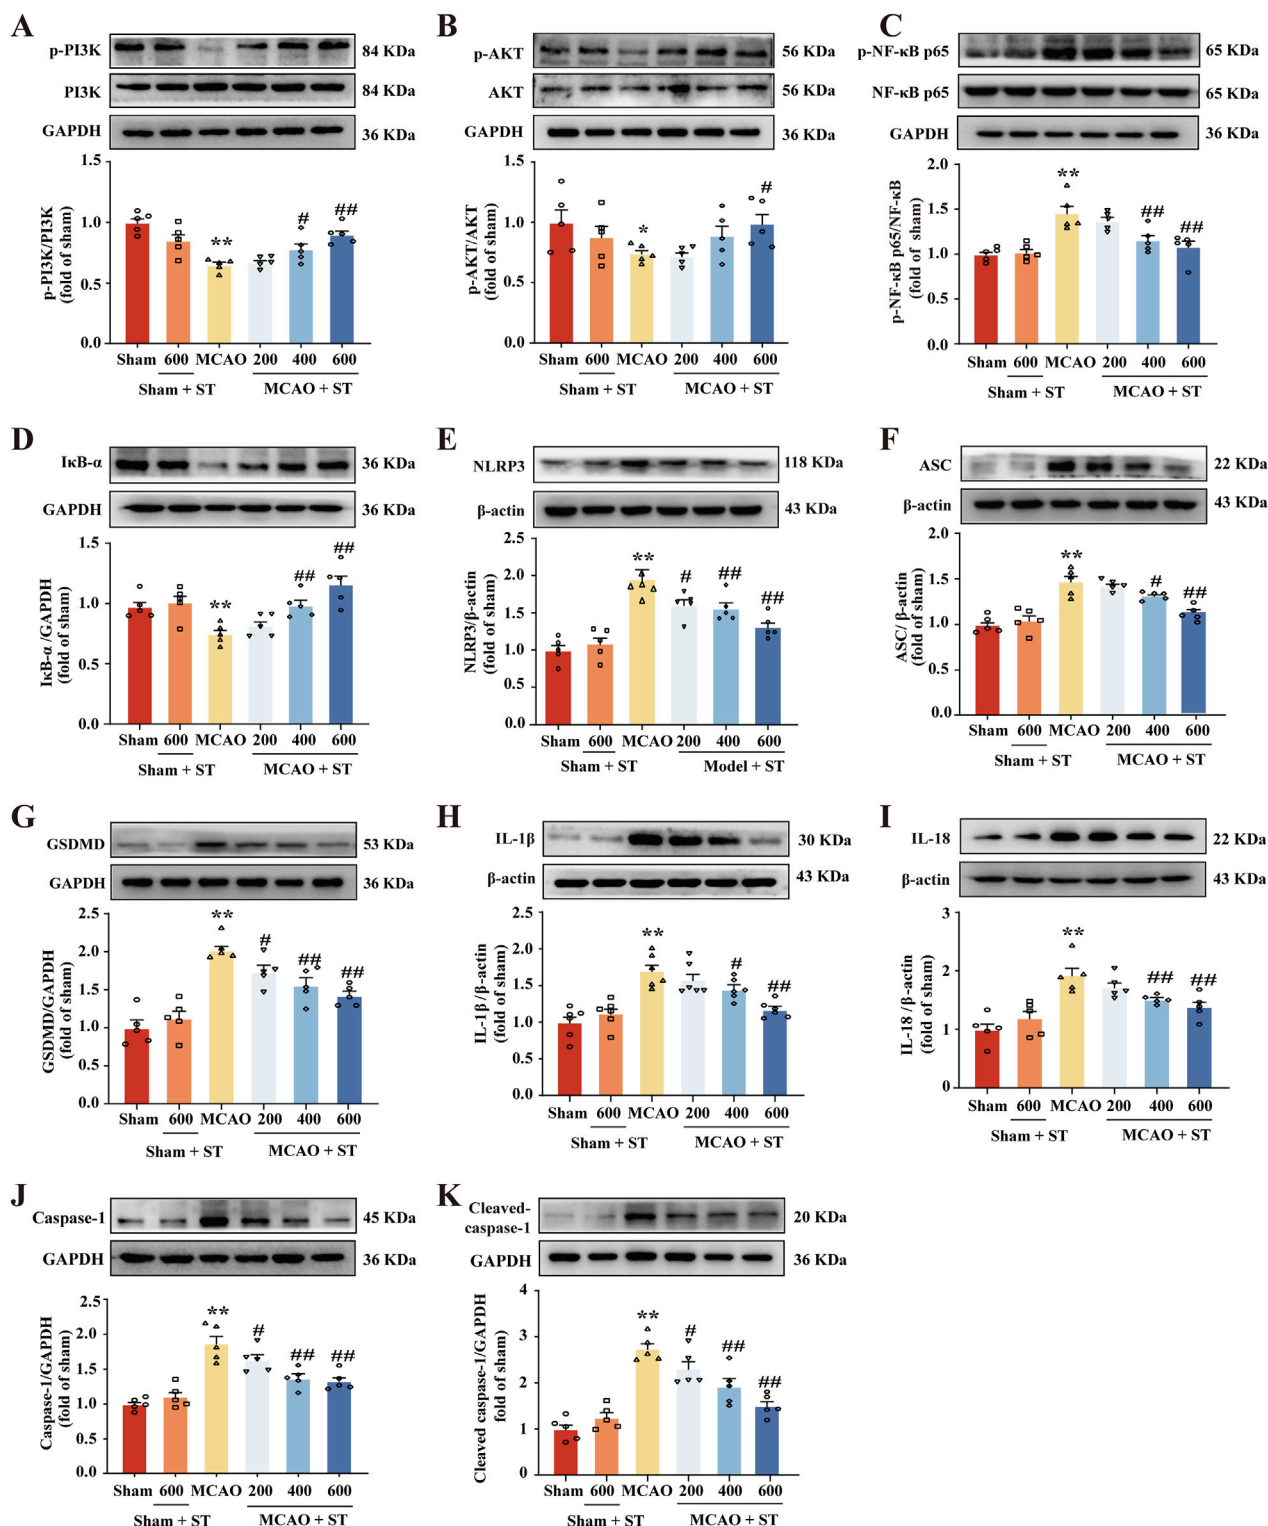 A
p-PI3K
84 KDa
PI3K
84 KDa
GAPDH
36 KDa
p-PI3K/PI3K
(fold of sham)
1.5
1.0
0.5
0.0
**
#
##
Sham 600 MCAO 200 400 600
Sham + ST
MCAO + ST
B
p-AKT
56 KDa
AKT
56 KDa
GAPDH
36 KDa
p-AKT/AKT
(fold of sham)
1.5
1.0
0.5
0.0
*
#
Sham 600 MCAO 200 400 600
Sham + ST
MCAO + ST
C
p-NF-κB p65
65 KDa
NF-κB p65
65 KDa
GAPDH
36 KDa
p-NF-κB p65/NF-κB
(fold of sham)
2.0
1.5
1.0
0.5
0.0
**
##
##
Sham 600 MCAO 200 400 600
Sham + ST
MCAO + ST
D
IκB-α
36 KDa
GAPDH
36 KDa
IκB-α /GAPDH
(fold of sham)
1.5
1.0
0.5
0.0
**
##
##
Sham 600 MCAO 200 400 600
Sham + ST
MCAO + ST
E
NLRP3
118 KDa
β-actin
43 KDa
NLRP3/β-actin
(fold of sham)
2.5
2.0
1.5
1.0
0.5
0.0
**
#
##
##
Sham 600 MCAO 200 400 600
Sham + ST
Model + ST
F
ASC
22 KDa
β-actin
43 KDa
ASC/ β-actin
(fold of sham)
2.0
1.5
1.0
0.5
0.0
**
#
##
Sham 600 MCAO 200 400 600
Sham + ST
MCAO + ST
G
GSDMD
53 KDa
GAPDH
36 KDa
GSDMD/GAPDH
(fold of sham)
2.5
2.0
1.5
1.0
0.5
0.0
**
#
##
##
Sham 600 MCAO 200 400 600
Sham + ST
MCAO + ST
H
IL-1β
30 KDa
β-actin
43 KDa
IL-1β /β-actin
(fold of sham)
2.5
2.0
1.5
1.0
0.5
0.0
**
#
##
Sham 600 MCAO 200 400 600
Sham + ST
MCAO + ST
I
IL-18
22 KDa
β-actin
43 KDa
IL-18 /β-actin
(fold of sham)
3
2
1
0
**
##
##
Sham 600 MCAO 200 400 600
Sham + ST
MCAO + ST
J
Caspase-1
45 KDa
GAPDH
36 KDa
Caspase-1/GAPDH
(fold of sham)
2.5
2.0
1.5
1.0
0.5
0.0
**
#
##
##
Sham 600 MCAO 200 400 600
Sham + ST
MCAO + ST
K
Cleaved-
caspase-1
20 KDa
GAPDH
36 KDa
Cleaved caspase-1/GAPDH
fold of sham)
4
3
2
1
0
**
#
##
##
Sham 600 MCAO 200 400 600
Sham + ST
MCAO + ST